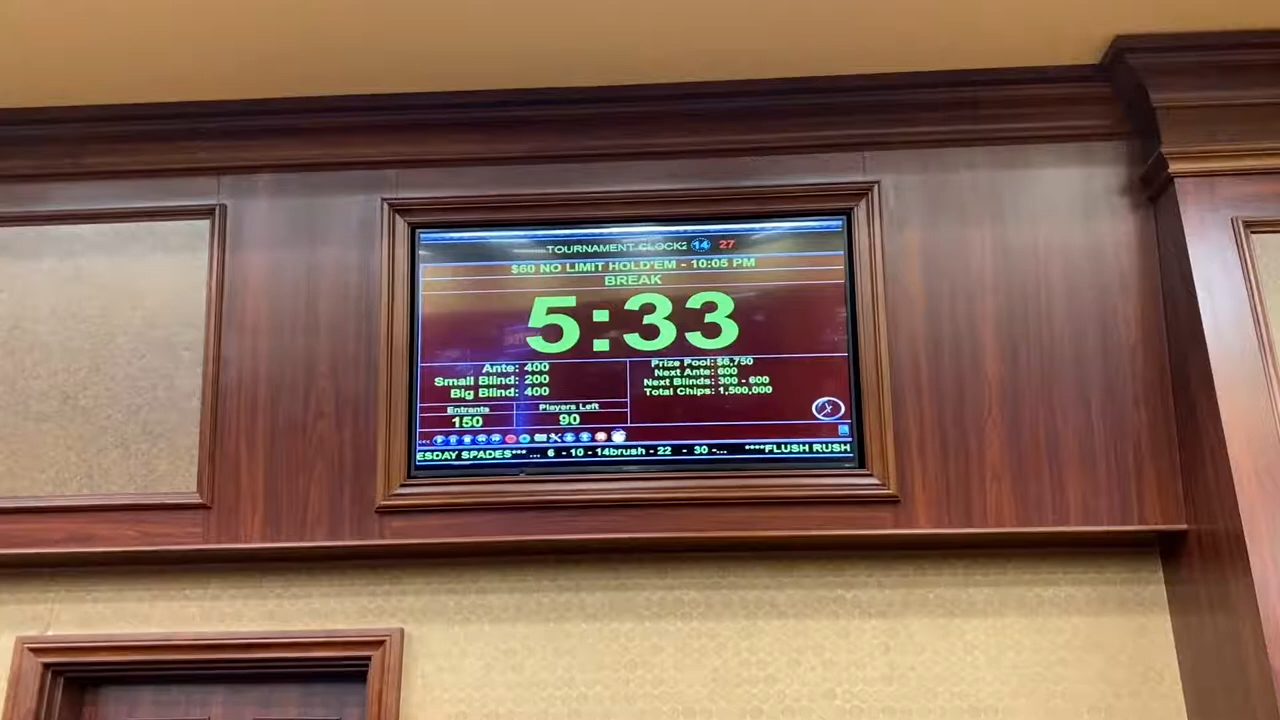 TOURNAMENT CLOCK2 14 27
$60 NO LIMIT HOLD'EM - 10:05 PM
BREAK
5:33
Ante: 400
Small Blind: 200
Big Blind: 400
Prize Pool: $6,750
Next Ante: 600
Next Blinds: 300 - 600
Total Chips: 1,500,000
Entrants
150
Players Left
90
<<<
ESDAY SPADES*** ... 6 - 10 - 14brush - 22 - 30 -... ****FLUSH RUSH